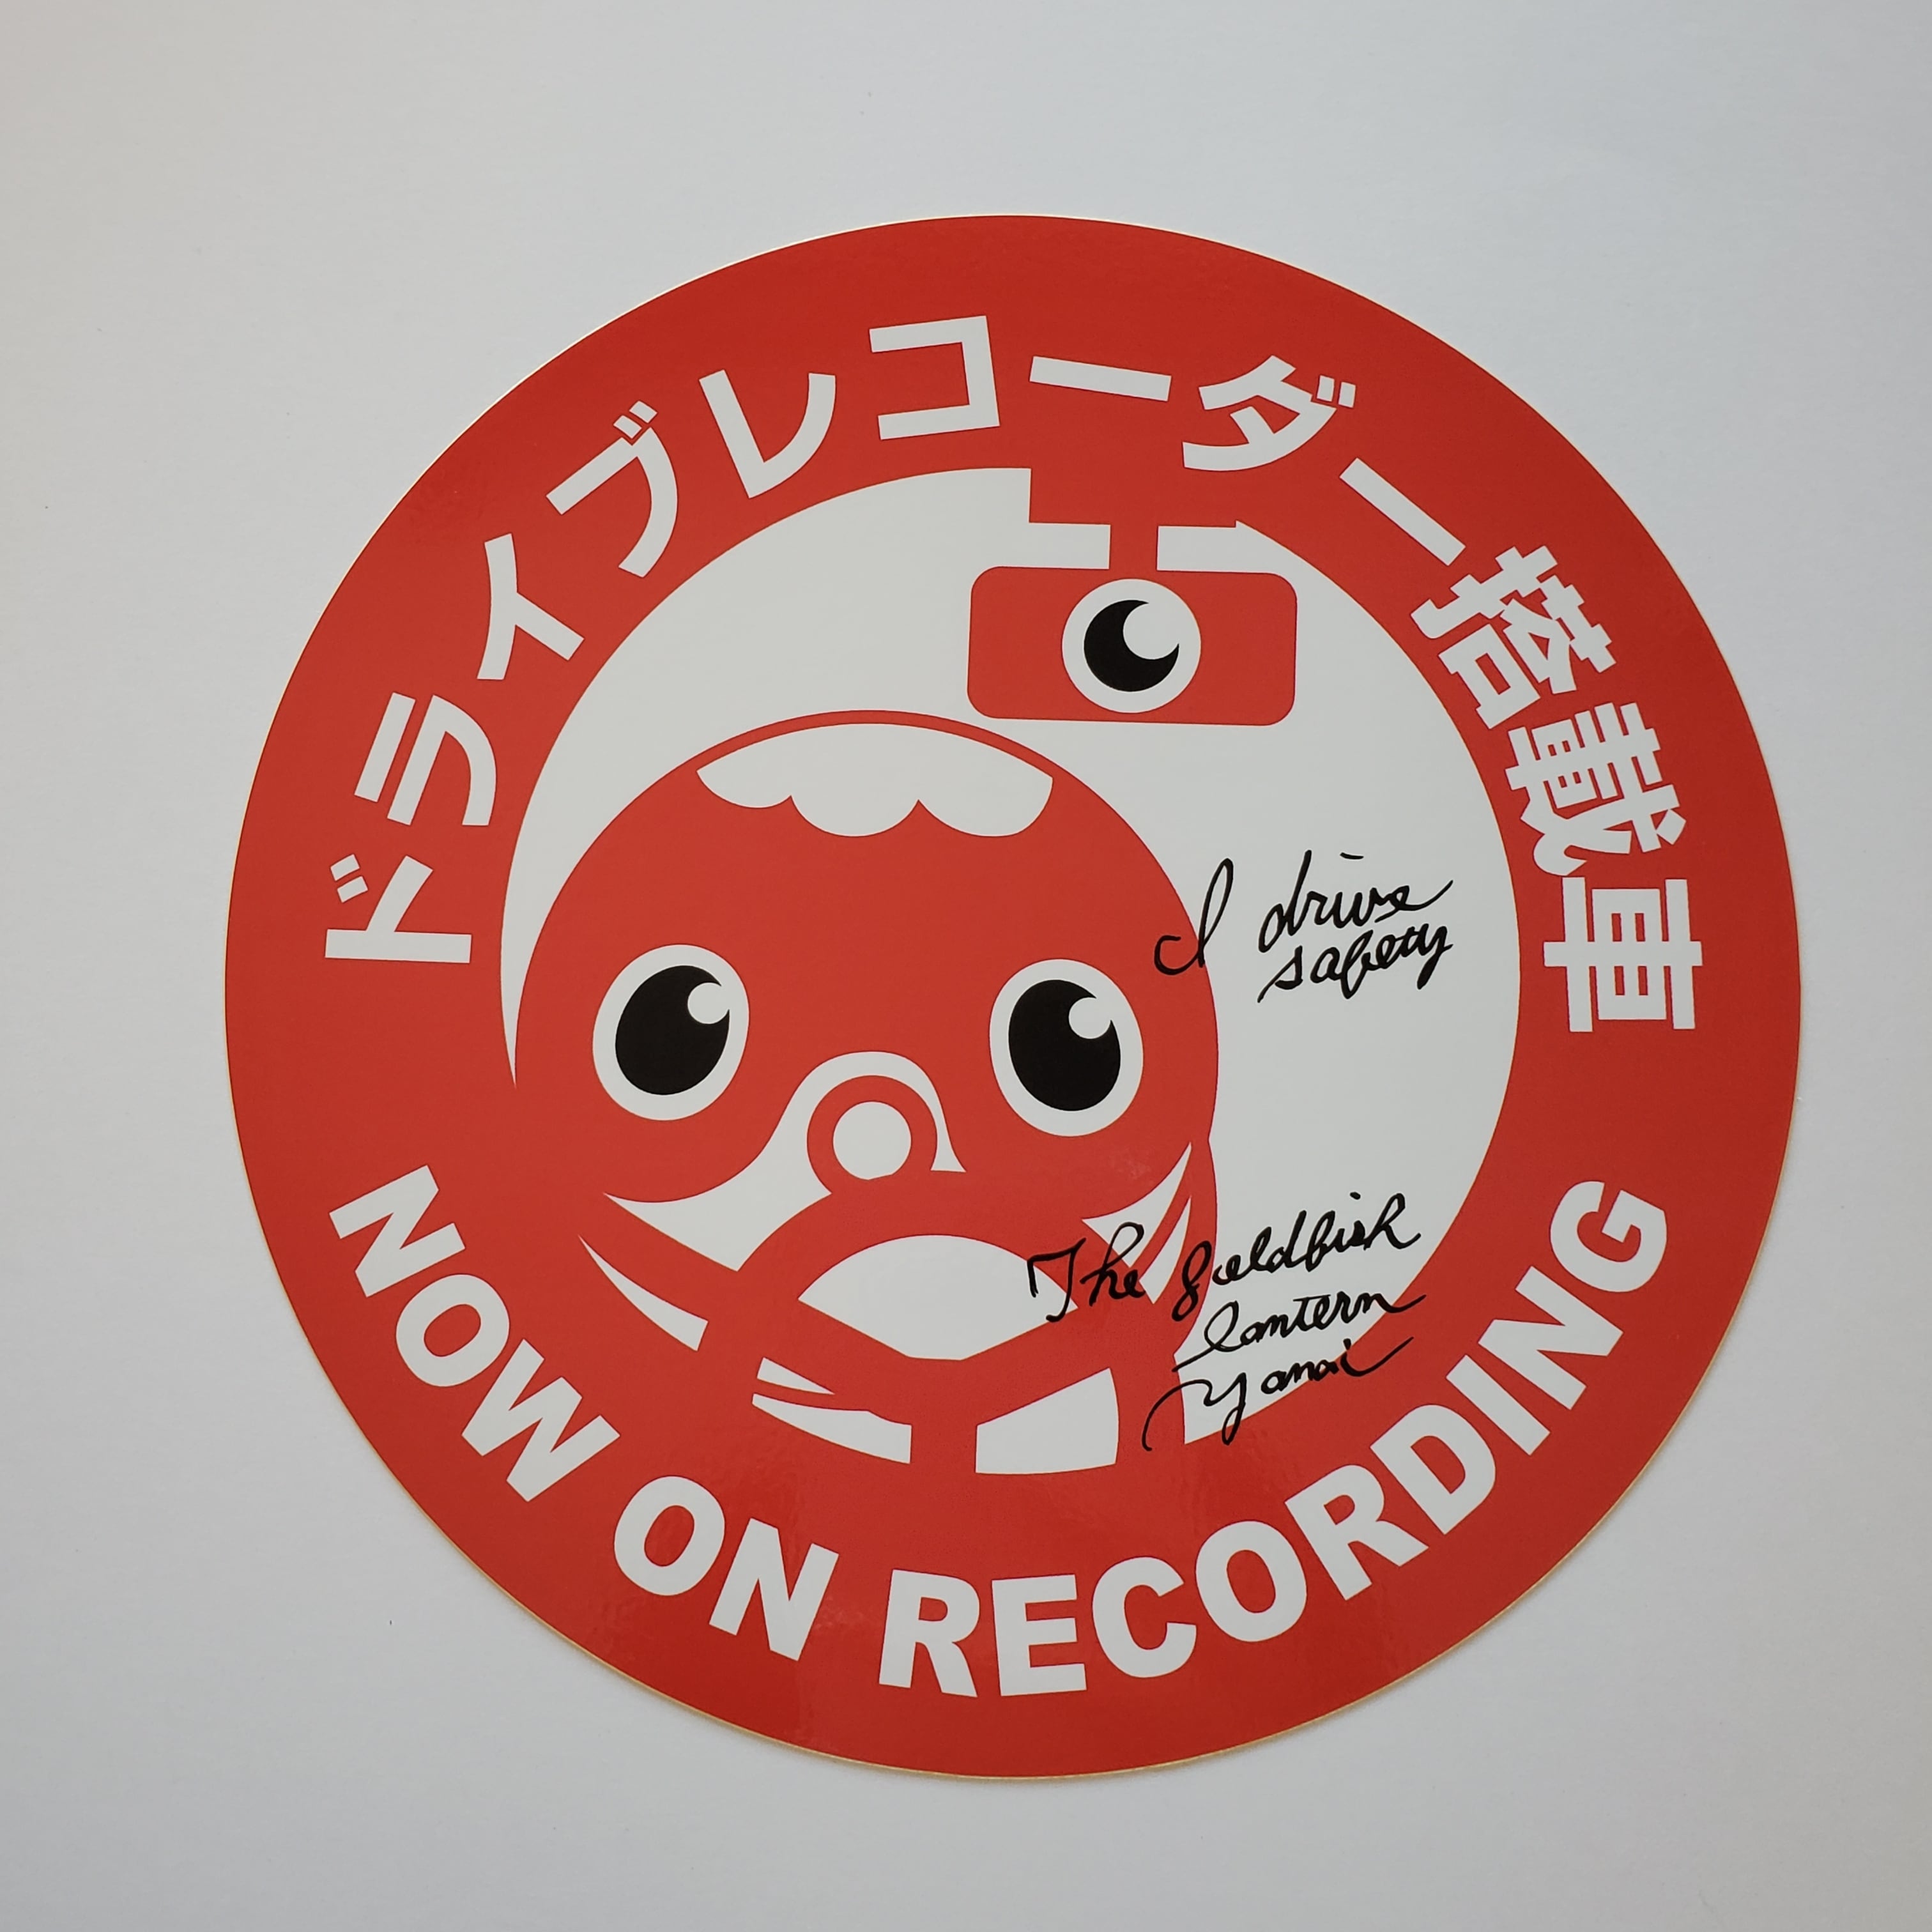 ドライブレコーダー搭載車
I drive
safety
The goldfish
lantern
Yanai
NOW ON RECORDING